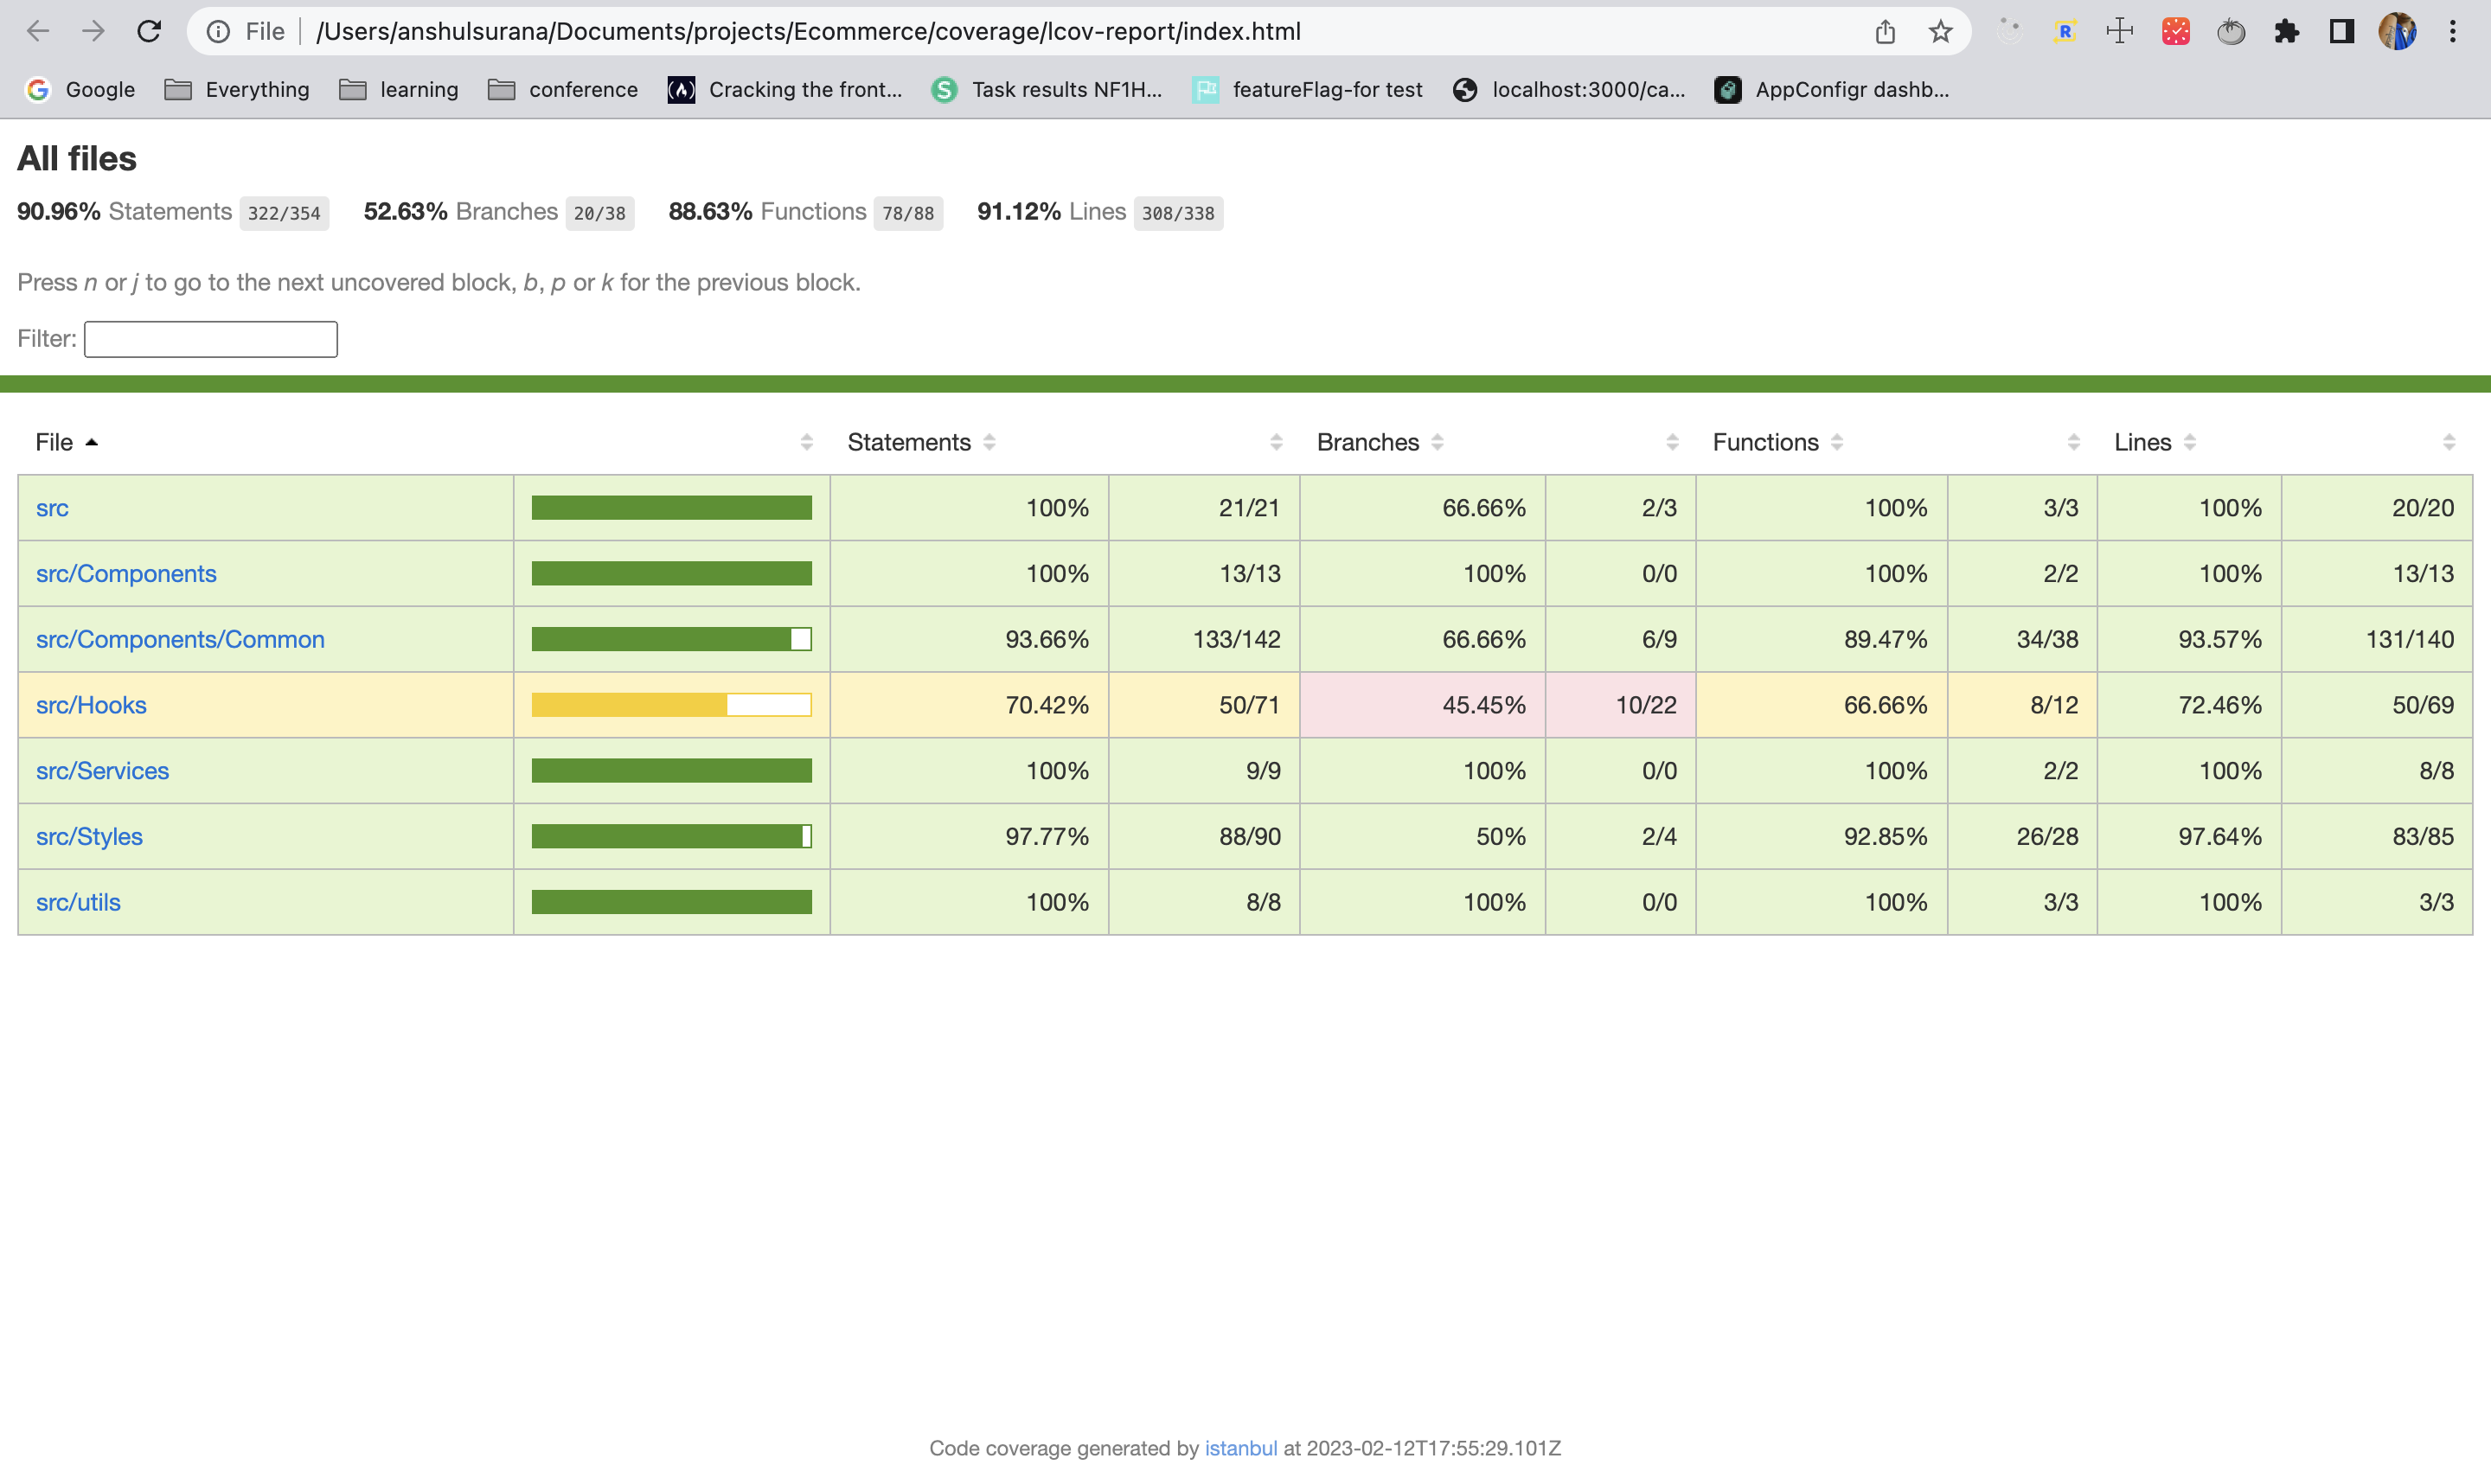 File /Users/anshulsurana/Documents/projects/Ecommerce/coverage/lcov-report/index.html
Google Everything learning conference Cracking the front... Task results NF1H... featureFlag-for test localhost:3000/ca... AppConfigr dashb...
All files
90.96% Statements 322/354 52.63% Branches 20/38 88.63% Functions 78/88 91.12% Lines 308/338
Press n or j to go to the next uncovered block, b, p or k for the previous block.
Filter:
File Statements Branches Functions Lines
src 100% 21/21 66.66% 2/3 100% 3/3 100% 20/20
src/Components 100% 13/13 100% 0/0 100% 2/2 100% 13/13
src/Components/Common 93.66% 133/142 66.66% 6/9 89.47% 34/38 93.57% 131/140
src/Hooks 70.42% 50/71 45.45% 10/22 66.66% 8/12 72.46% 50/69
src/Services 100% 9/9 100% 0/0 100% 2/2 100% 8/8
src/Styles 97.77% 88/90 50% 2/4 92.85% 26/28 97.64% 83/85
src/utils 100% 8/8 100% 0/0 100% 3/3 100% 3/3
Code coverage generated by istanbul at 2023-02-12T17:55:29.101Z